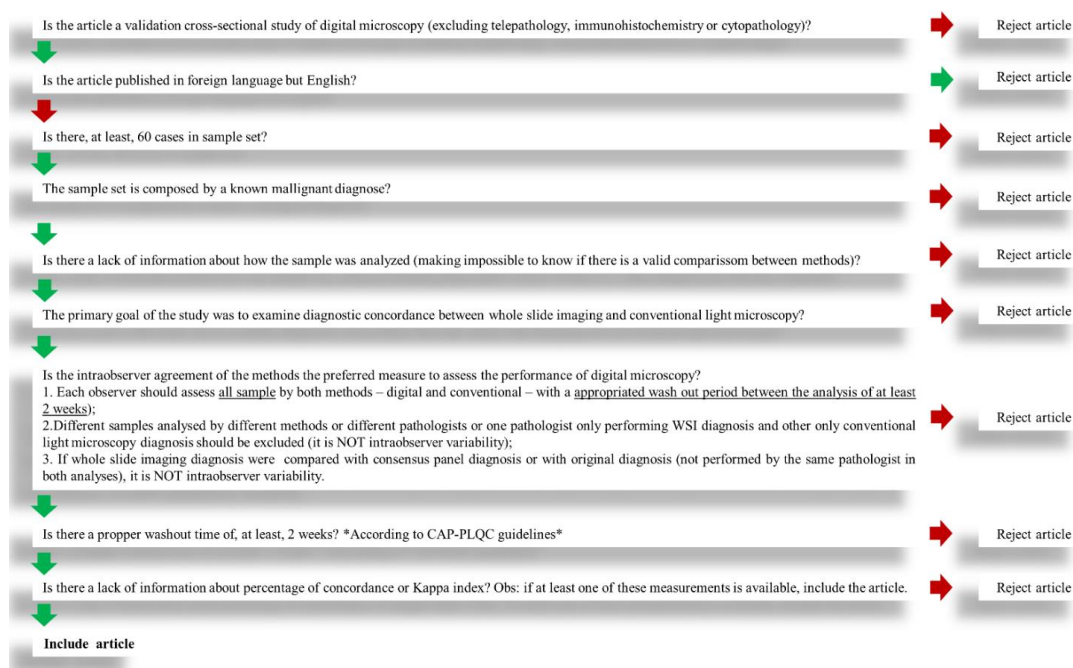 Is the article a validation cross-sectional study of digital microscopy (excluding telepathology, immunohistochemistry or cytopathology)?
Reject article
Is the article published in foreign language but English?
Reject article
Is there, at least, 60 cases in sample set?
Reject article
The sample set is composed by a known mallignant diagnose?
Reject article
Is there a lack of information about how the sample was analyzed (making impossible to know if there is a valid comparissom between methods)?
Reject article
The primary goal of the study was to examine diagnostic concordance between whole slide imaging and conventional light microscopy?
Reject article
Is the intraobserver agreement of the methods the preferred measure to assess the performance of digital microscopy?
1. Each observer should assess all sample by both methods – digital and conventional – with a appropriated wash out period between the analysis of at least
2 weeks);
2.Different samples analysed by different methods or different pathologists or one pathologist only performing WSI diagnosis and other only conventional
light microscopy diagnosis should be excluded (it is NOT intraobserver variability);
3. If whole slide imaging diagnosis were compared with consensus panel diagnosis or with original diagnosis (not performed by the same pathologist in
both analyses), it is NOT intraobserver variability.
Reject article
Is there a propper washout time of, at least, 2 weeks? *According to CAP-PLQC guidelines*
Reject article
Is there a lack of information about percentage of concordance or Kappa index? Obs: if at least one of these measurements is available, include the article.
Reject article
Include article